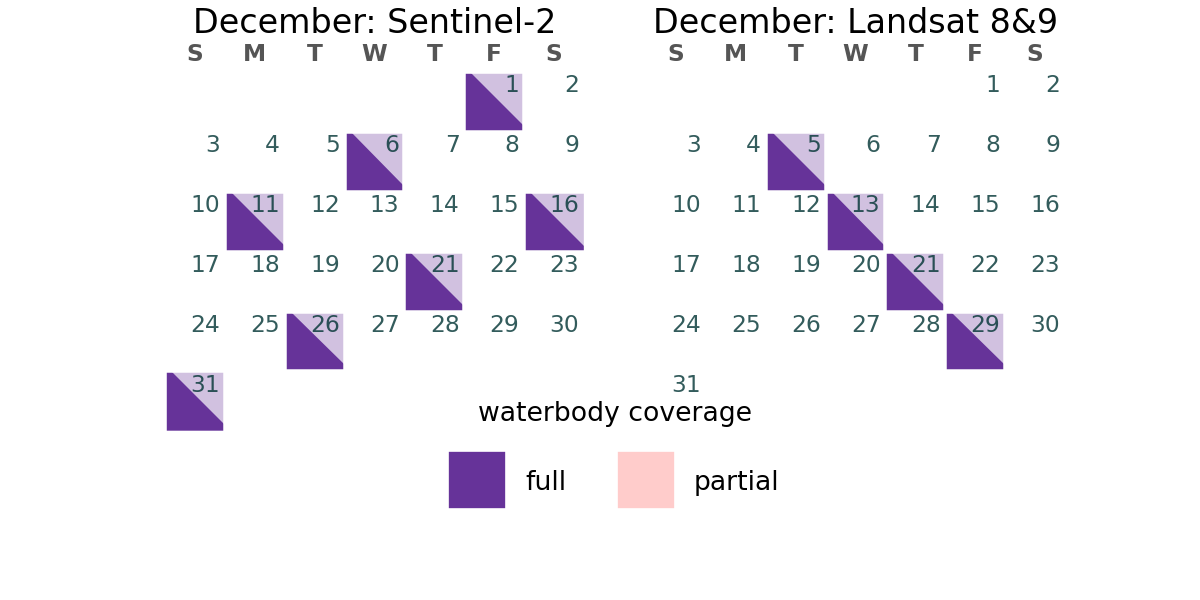 December: Sentinel-2
S M T W T F S
1 2
3 4 5 6 7 8 9
10 11 12 13 14 15 16
17 18 19 20 21 22 23
24 25 26 27 28 29 30
31
December: Landsat 8&9
S M T W T F S
1 2
3 4 5 6 7 8 9
10 11 12 13 14 15 16
17 18 19 20 21 22 23
24 25 26 27 28 29 30
31
waterbody coverage
full
partial